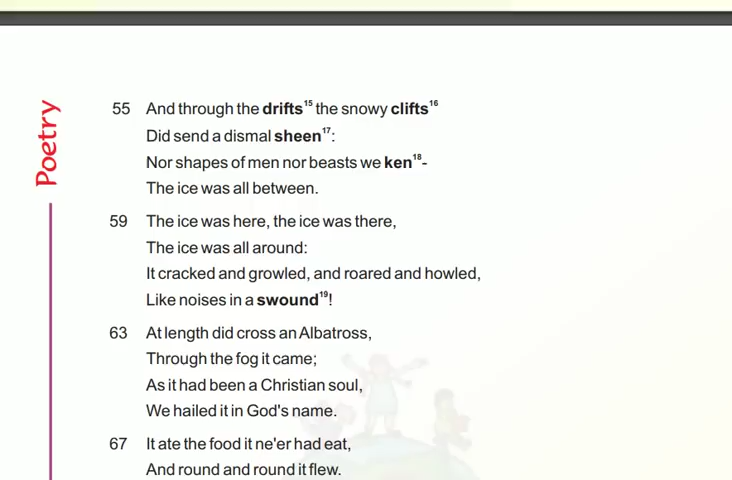 Poetry
55 And through the drifts15 the snowy clifts16
Did send a dismal sheen17:
Nor shapes of men nor beasts we ken18-
The ice was all between.
59 The ice was here, the ice was there,
The ice was all around:
It cracked and growled, and roared and howled,
Like noises in a swound19!
63 At length did cross an Albatross,
Through the fog it came;
As it had been a Christian soul,
We hailed it in God's name.
67 It ate the food it ne'er had eat,
And round and round it flew.